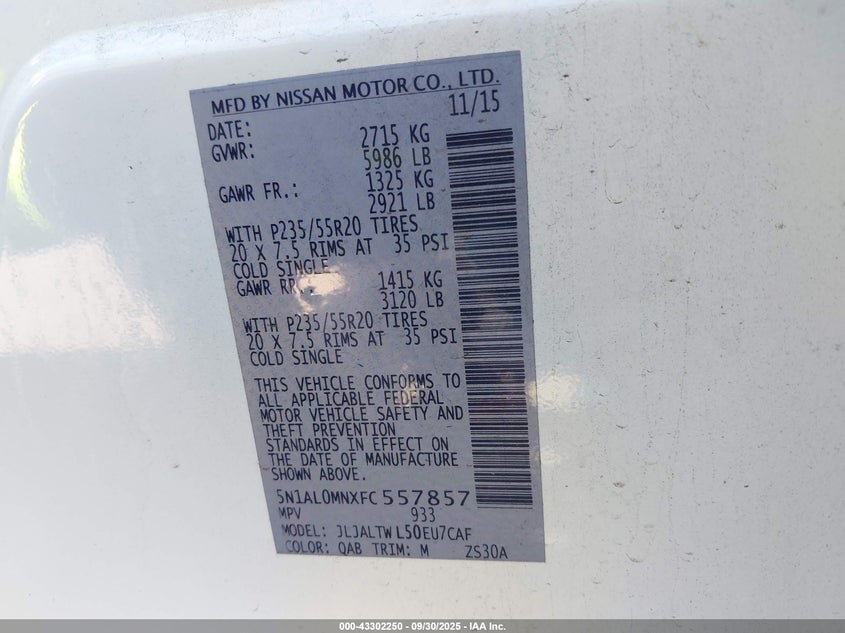 MFD BY NISSAN MOTOR CO., LTD.
DATE: 11/15
GVWR: 2715 KG
5986 LB
GAWR FR.: 1325 KG
2921 LB
WITH P235/55R20 TIRES
20 X 7.5 RIMS AT 35 PSI
COLD SINGLE
GAWR RR.: 1415 KG
3120 LB
WITH P235/55R20 TIRES
20 X 7.5 RIMS AT 35 PSI
COLD SINGLE
THIS VEHICLE CONFORMS TO
ALL APPLICABLE FEDERAL
MOTOR VEHICLE SAFETY AND
THEFT PREVENTION
STANDARDS IN EFFECT ON
THE DATE OF MANUFACTURE
SHOWN ABOVE.
5N1AL0MNXFC557857
MPV 933
MODEL: JLJALTWL50EU7CAF
COLOR: QAB TRIM: M ZS30A
000-43302250 - 09/30/2025 - IAA Inc.